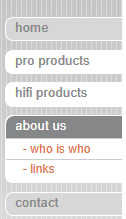 home
pro products
hifi products
about us
- who is who
- links
contact